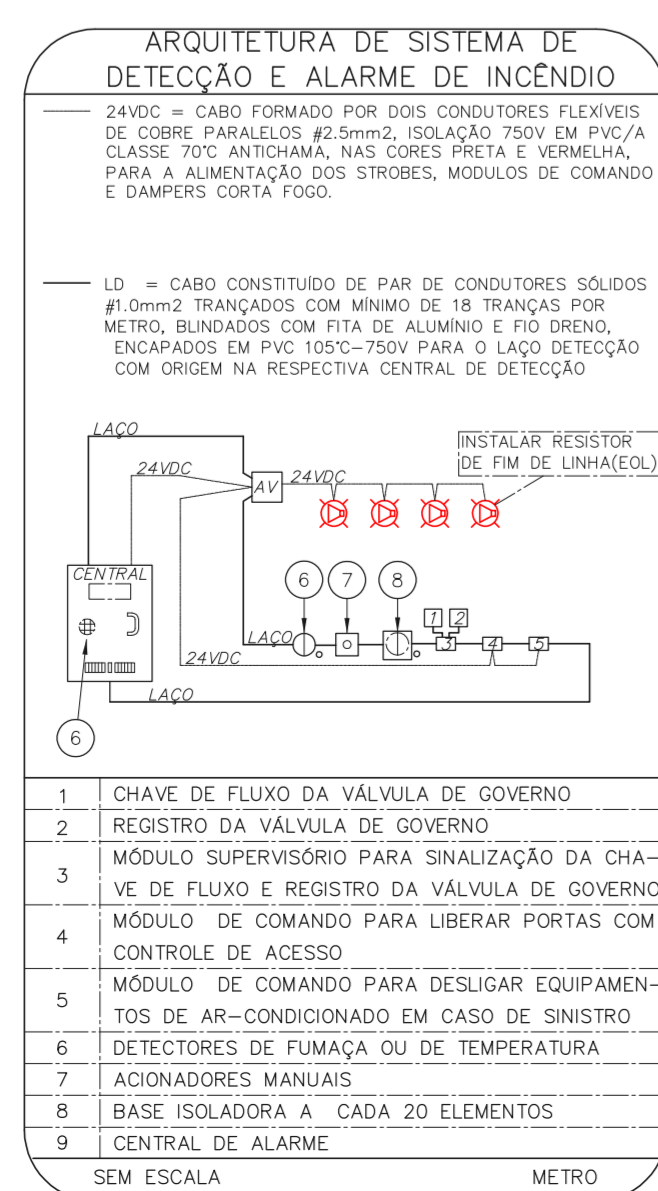 ARQUITETURA DE SISTEMA DE
DETECÇÃO E ALARME DE INCÊNDIO
24VDC = CABO FORMADO POR DOIS CONDUTORES FLEXÍVEIS
DE COBRE PARALELOS #2.5mm2, ISOLAÇÃO 750V EM PVC/A
CLASSE 70°C ANTICHAMA, NAS CORES PRETA E VERMELHA,
PARA A ALIMENTAÇÃO DOS STROBES, MODULOS DE COMANDO
E DAMPERS CORTA FOGO.
LD = CABO CONSTITUÍDO DE PAR DE CONDUTORES SÓLIDOS
#1.0mm2 TRANÇADOS COM MÍNIMO DE 18 TRANÇAS POR
METRO, BLINDADOS COM FITA DE ALUMÍNIO E FIO DRENO,
ENCAPADOS EM PVC 105°C-750V PARA O LAÇO DETECÇÃO
COM ORIGEM NA RESPECTIVA CENTRAL DE DETECÇÃO
LAÇO
INSTALAR RESISTOR
DE FIM DE LINHA(EOL)
24VDC
AV
24VDC
CENTRAL
6
7
8
1
2
LAÇO
3
4
5
24VDC
LAÇO
6
1 CHAVE DE FLUXO DA VÁLVULA DE GOVERNO
2 REGISTRO DA VÁLVULA DE GOVERNO
3 MÓDULO SUPERVISÓRIO PARA SINALIZAÇÃO DA CHA-
VE DE FLUXO E REGISTRO DA VÁLVULA DE GOVERNO
4 MÓDULO DE COMANDO PARA LIBERAR PORTAS COM
CONTROLE DE ACESSO
5 MÓDULO DE COMANDO PARA DESLIGAR EQUIPAMEN-
TOS DE AR-CONDICIONADO EM CASO DE SINISTRO
6 DETECTORES DE FUMAÇA OU DE TEMPERATURA
7 ACIONADORES MANUAIS
8 BASE ISOLADORA A CADA 20 ELEMENTOS
9 CENTRAL DE ALARME
SEM ESCALA METRO